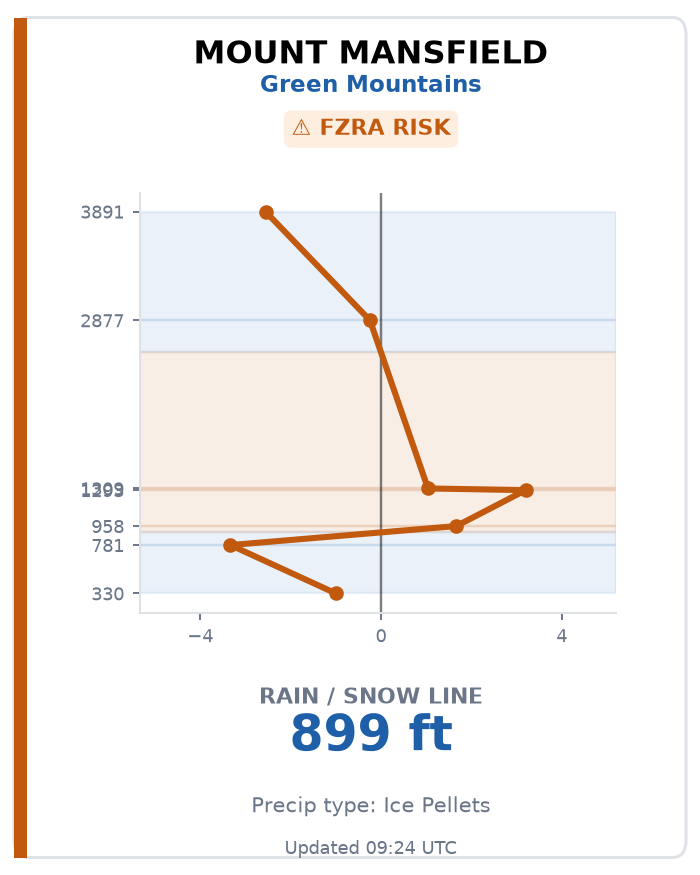 MOUNT MANSFIELD
Green Mountains
⚠ FZRA RISK
3891
2877
958
781
330
−4 0 4
RAIN / SNOW LINE
899 ft
Precip type: Ice Pellets
Updated 09:24 UTC